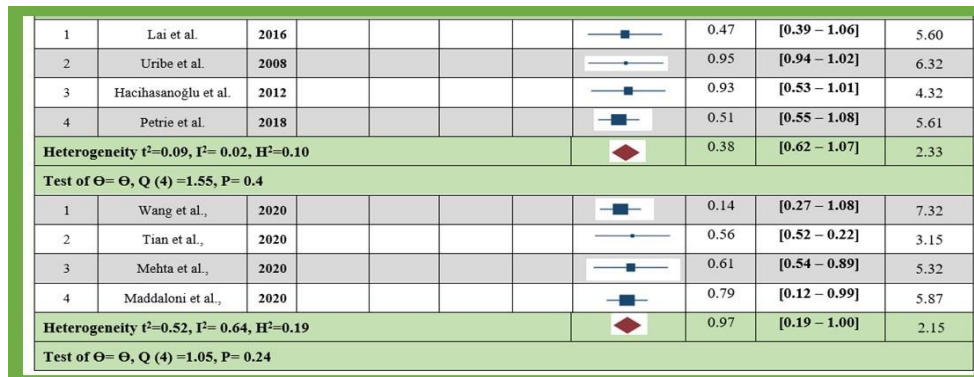 1 Lai et al. 2016 0.47 [0.39 – 1.06] 5.60
2 Uribe et al. 2008 0.95 [0.94 – 1.02] 6.32
3 Hacihasanoğlu et al. 2012 0.93 [0.53 – 1.01] 4.32
4 Petrie et al. 2018 0.51 [0.55 – 1.08] 5.61
Heterogeneity t²=0.09, I²= 0.02, H²=0.10 0.38 [0.62 – 1.07] 2.33
Test of Ɵ= Ɵ, Q (4) =1.55, P= 0.4
1 Wang et al., 2020 0.14 [0.27 – 1.08] 7.32
2 Tian et al., 2020 0.56 [0.52 – 0.22] 3.15
3 Mehta et al., 2020 0.61 [0.54 – 0.89] 5.32
4 Maddaloni et al., 2020 0.79 [0.12 – 0.99] 5.87
Heterogeneity t²=0.52, I²= 0.64, H²=0.19 0.97 [0.19 – 1.00] 2.15
Test of Ɵ= Ɵ, Q (4) =1.05, P= 0.24